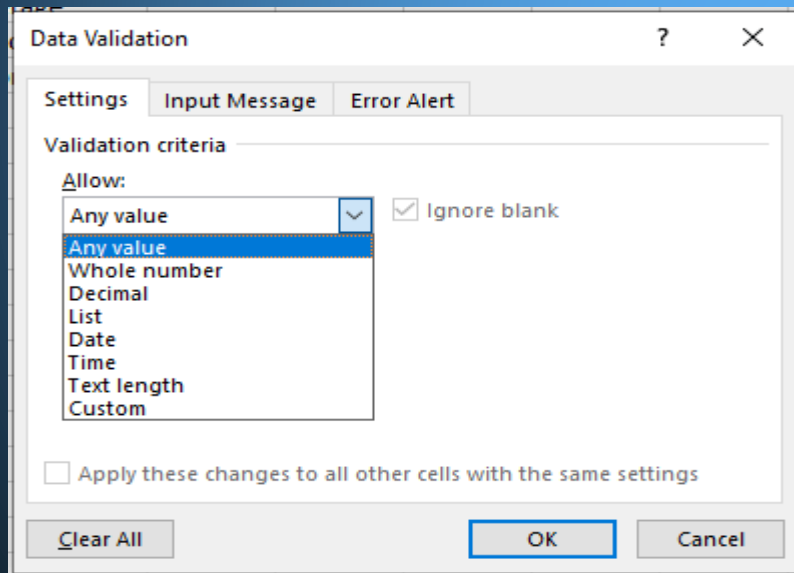 Data Validation ? X
Settings Input Message Error Alert
Validation criteria
Allow:
Any value Ignore blank
Any value
Whole number
Decimal
List
Date
Time
Text length
Custom
Apply these changes to all other cells with the same settings
Clear All OK Cancel